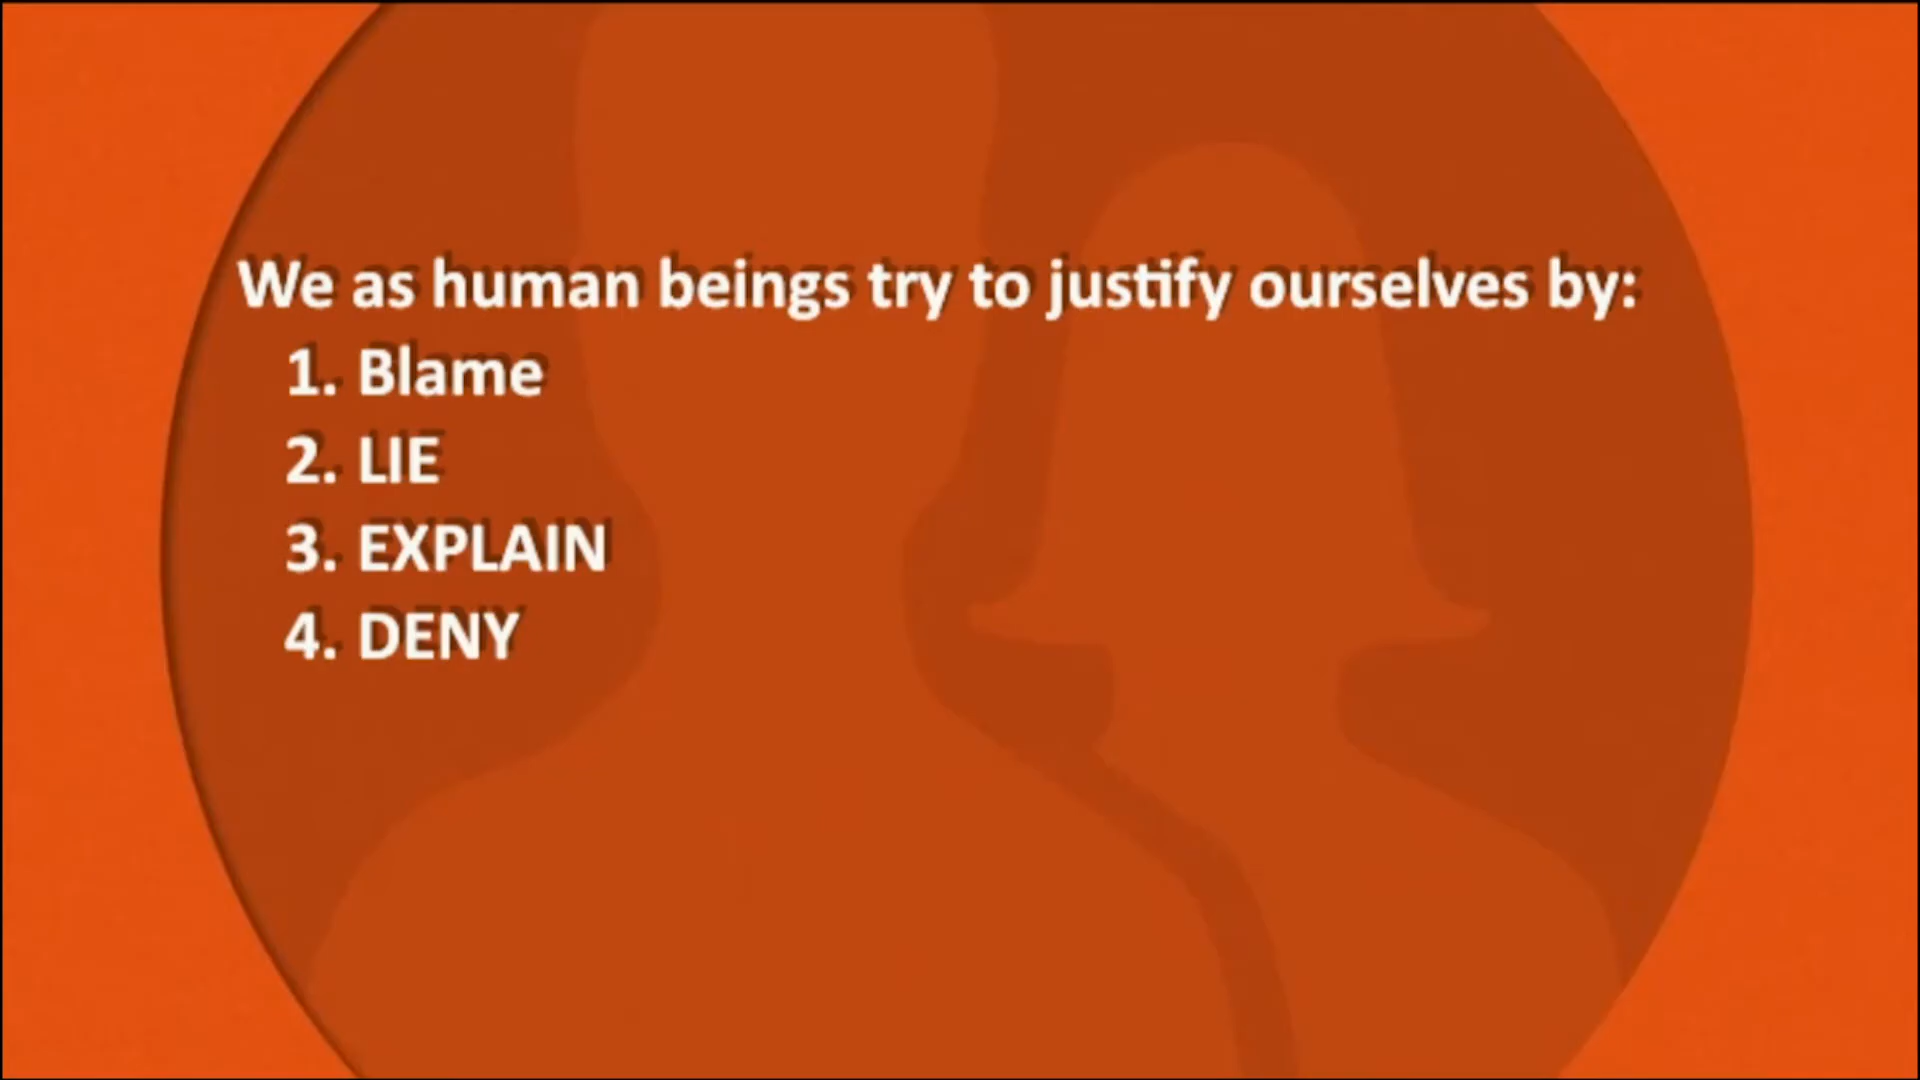 We as human beings try to justify ourselves by:
1. Blame
2. LIE
3. EXPLAIN
4. DENY